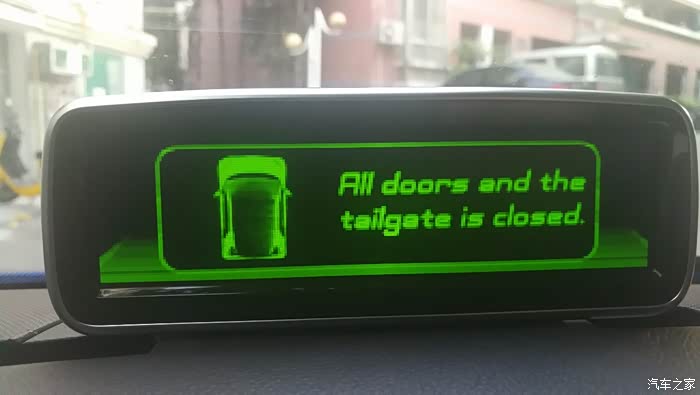 All doors and the
tailgate is closed.
汽车之家